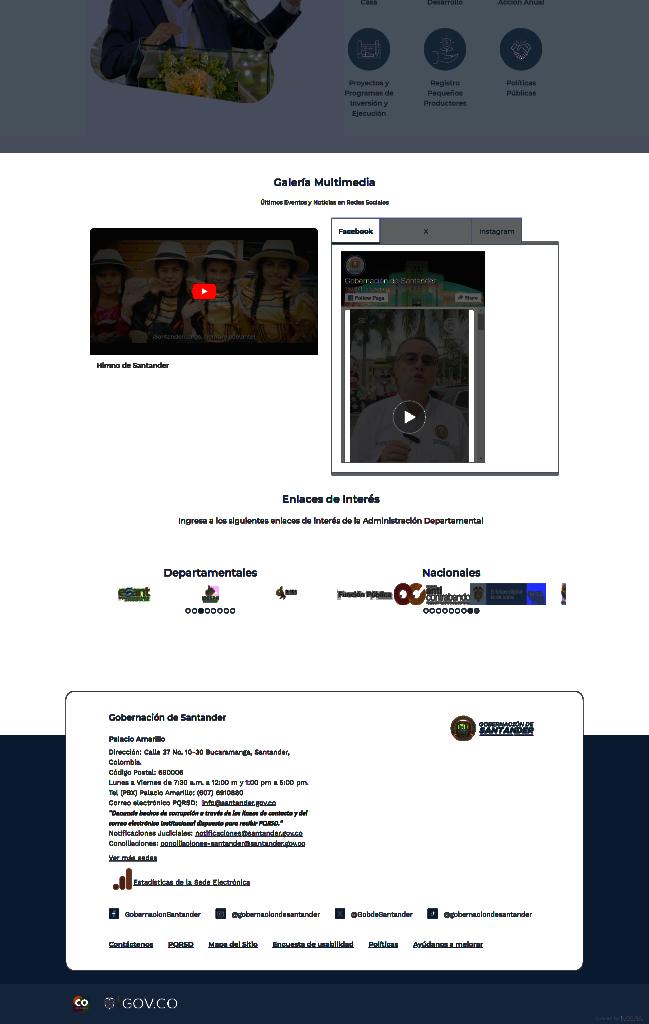 Casa
Desarrollo
Acción Anual
Proyectos y
Programas de
Inversión y
Ejecución
Registro
Pequeños
Productores
Políticas
Públicas
Galería Multimedia
Últimos Eventos y Noticias en Redes Sociales
Himno de Santander
Facebook X Instagram
Gobernación de Santander
Follow Page Share
Enlaces de Interés
Ingresa a los siguientes enlaces de interés de la Administración Departamental
Departamentales
esant
Nacionales
Función Pública
anti
contrabando
Gobernación de Santander
GOBERNACIÓN DE
SANTANDER
Palacio Amarillo
Dirección: Calle 37 No. 10-30 Bucaramanga, Santander,
Colombia.
Código Postal: 680006
Lunes a Viernes de 7:30 a.m. a 12:00 m y 1:00 pm a 5:00 pm.
Tel (PBX) Palacio Amarillo: (607) 6910880
Correo electrónico PQRSD: info@santander.gov.co
"Denuncie hechos de corrupción a través de las líneas de contacto y del
correo electrónico institucional dispuesto para recibir PQRSD."
Notificaciones Judiciales: notificaciones@santander.gov.co
Conciliaciones: conciliaciones-santander@santander.gov.co
Ver más sedes
Estadísticas de la Sede Electrónica
GobernacionSantander @gobernaciondesantander @GobdeSantander @gobernaciondesantander
Contáctenos PQRSD Mapa del Sitio Encuesta de usabilidad Políticas Ayúdanos a mejorar
CO GOV.CO